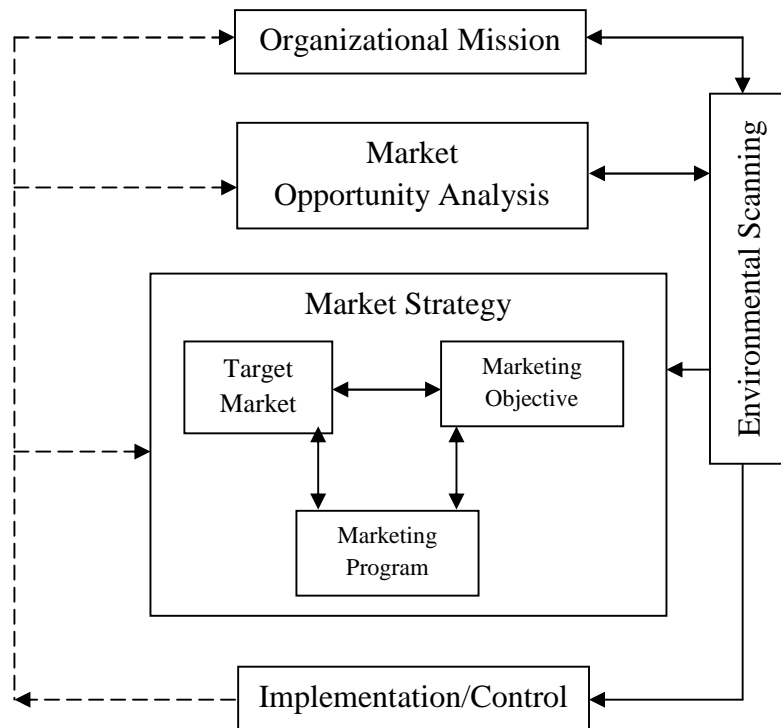 Organizational Mission
Market
Opportunity Analysis
Environmental Scanning
Market Strategy
Target
Market
Marketing
Objective
Marketing
Program
Implementation/Control